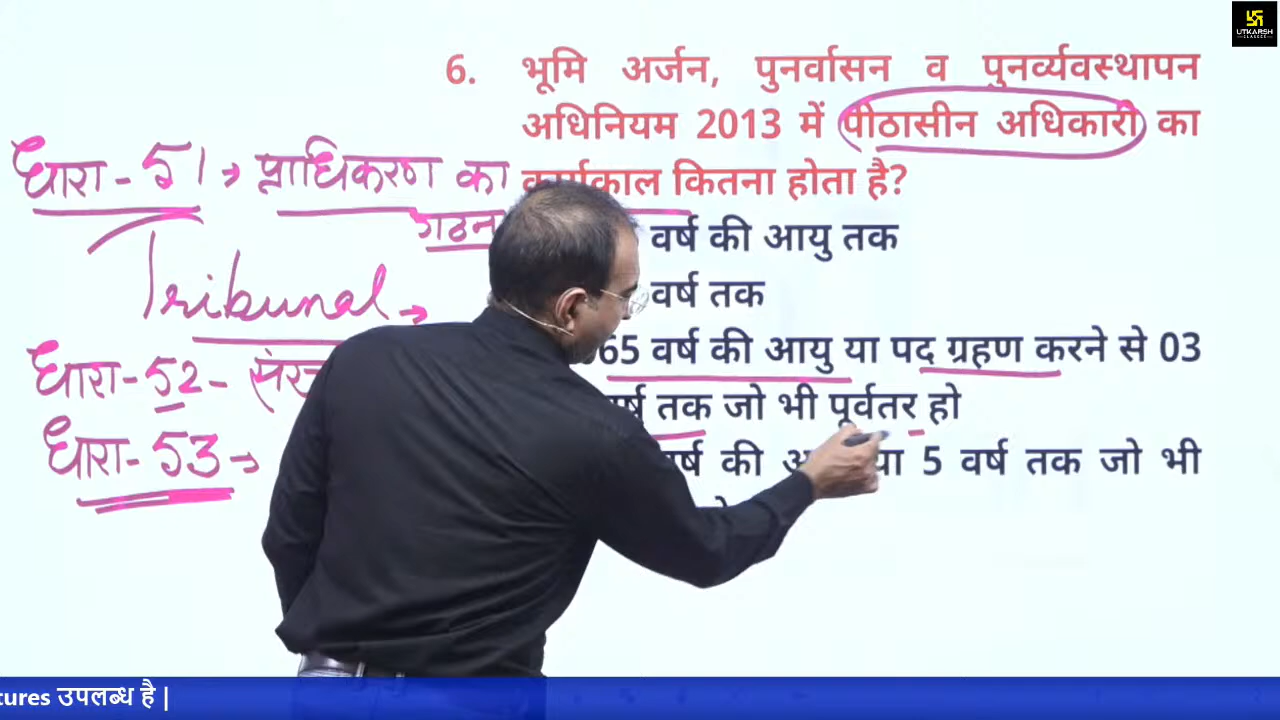 UTKARSH
CLASSES
6. भूमि अर्जन, पुनर्वासन व पुनर्व्यवस्थापन
अधिनियम 2013 में पीठासीन अधिकारी का
कार्यकाल कितना होता है?
वर्ष की आयु तक
वर्ष तक
65 वर्ष की आयु या पद ग्रहण करने से 03
वर्ष तक जो भी पूर्वतर हो
वर्ष की या 5 वर्ष तक जो भी
धारा-51→ प्राधिकरण का
गठन
Tribunal →
धारा-52-
धारा-53→
tures उपलब्ध है |